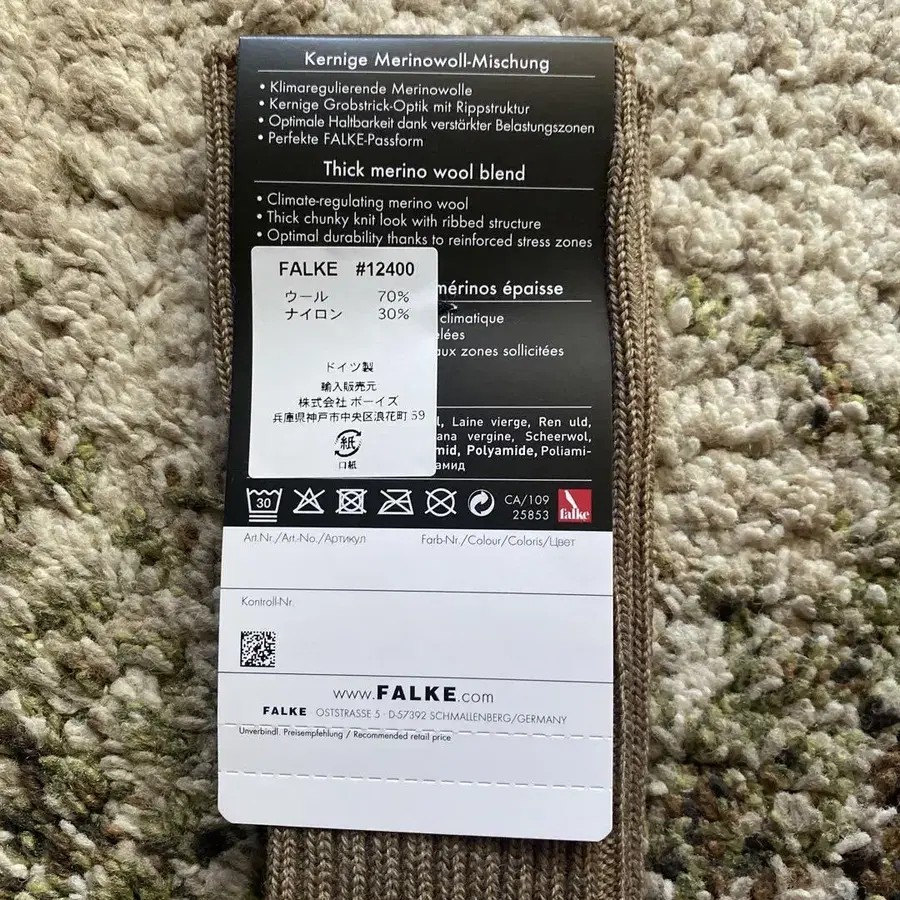 Kernige Merinowoll-Mischung
• Klimaregulierende Merinowolle
• Kernige Grobstrick-Optik mit Rippstruktur
• Optimale Haltbarkeit dank verstärkter Belastungszonen
• Perfekte FALKE-Passform
Thick merino wool blend
• Climate-regulating merino wool
• Thick chunky knit look with ribbed structure
• Optimal durability thanks to reinforced stress zones
FALKE #12400
mérinos épaisse
ウール 70%
climatique
ナイロン 30%
aux zones sollicitées
ドイツ製
輸入販売元
株式会社 ボーイズ
兵庫県神戸市中央区浪花町 59
Laine vierge, Ren uld,
vergine, Scheerwol,
紙
Polyamide, Poliami-
口紙
30
CA/109
25853
falke
Art.Nr./Art.-No./Артикул Farb-Nr./Colour/Coloris/Цвет
Kontroll-Nr.
www.FALKE.com
FALKE OSTSTRASSE 5 · D-57392 SCHMALLENBERG/GERMANY
Unverbindl. Preisempfehlung / Recommended retail price